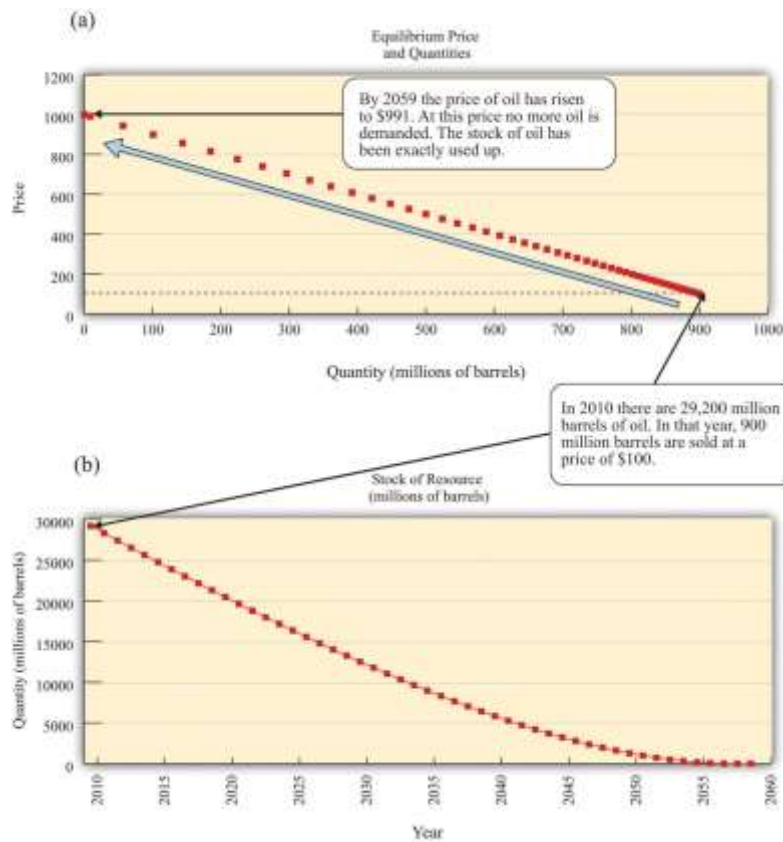 (a)
Equilibrium Price
and Quantities
1200
1000
800
600
400
200
0
Price
By 2059 the price of oil has risen
to $991. At this price no more oil is
demanded. The stock of oil has
been exactly used up.
0 100 200 300 400 500 600 700 800 900 1000
Quantity (millions of barrels)
In 2010 there are 29,200 million
barrels of oil. In that year, 900
million barrels are sold at a
price of $100.
(b)
Stock of Resource
(millions of barrels)
30000
25000
20000
15000
10000
5000
0
Quantity (millions of barrels)
2010 2015 2020 2025 2030 2035 2040 2045 2050 2055 2060
Year